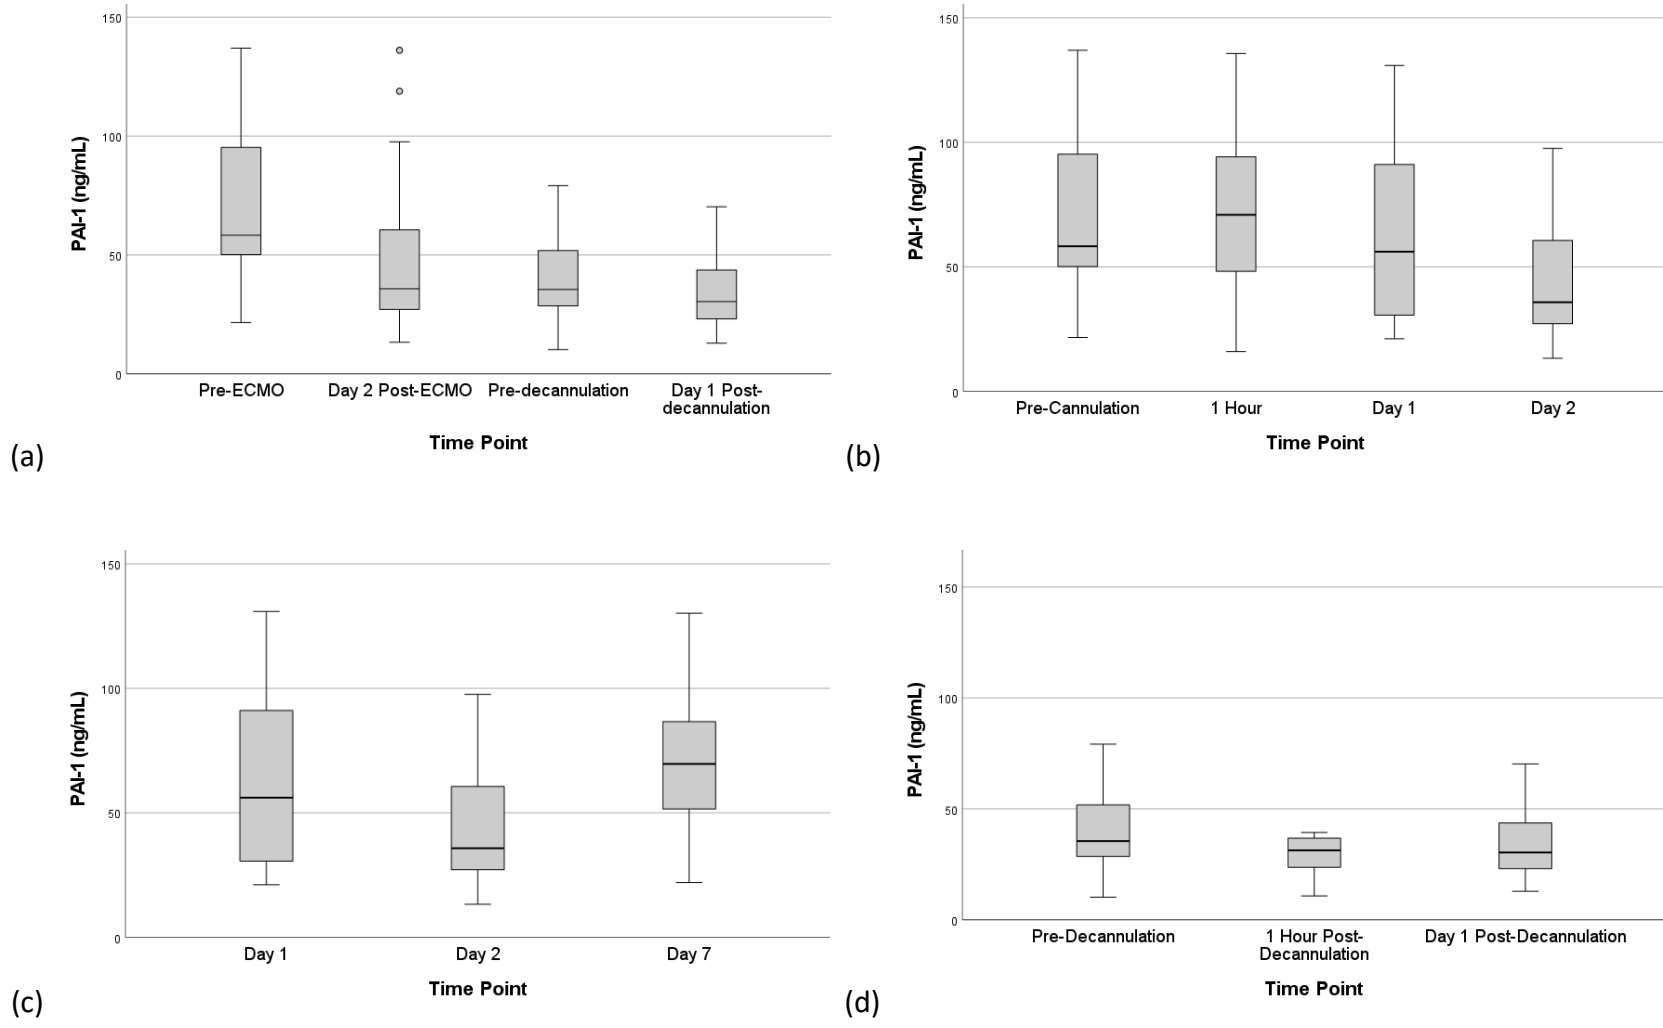 150
100
50
0
PAI-1 (ng/mL)
Pre-ECMO
Day 2 Post-ECMO
Pre-decannulation
Day 1 Post-
decannulation
Time Point
(a)
150
100
50
0
PAI-1 (ng/mL)
Pre-Cannulation
1 Hour
Day 1
Day 2
Time Point
(b)
150
100
50
0
PAI-1 (ng/mL)
Day 1
Day 2
Day 7
Time Point
(c)
150
100
50
0
PAI-1 (ng/mL)
Pre-Decannulation
1 Hour Post-
Decannulation
Day 1 Post-Decannulation
Time Point
(d)